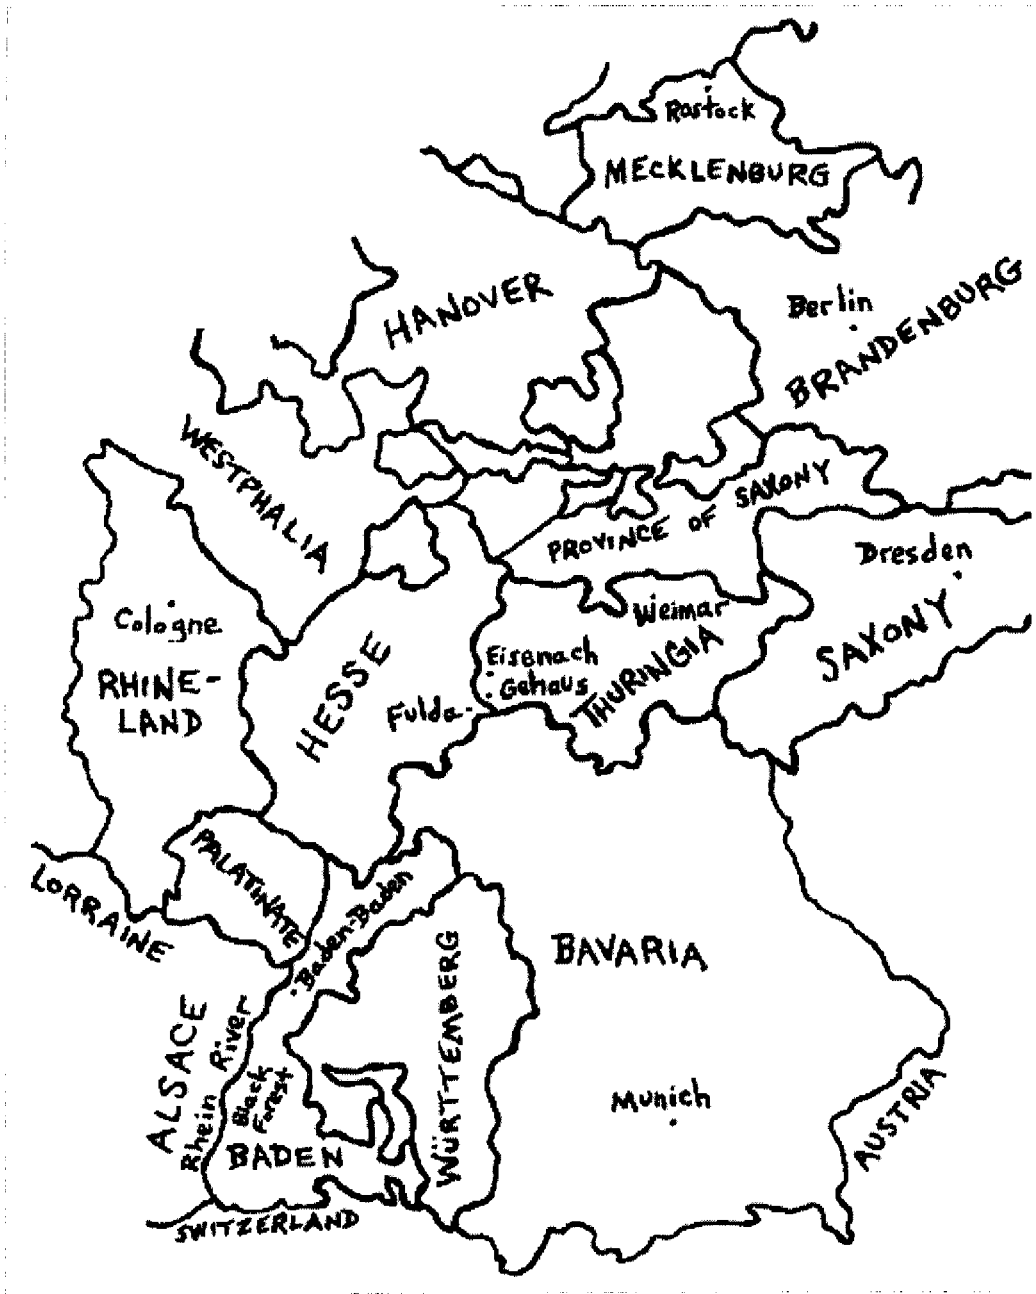 Rostock
MECKLENBURG
HANOVER
Berlin
BRANDENBURG
WESTPHALIA
PROVINCE OF SAXONY
Dresden
Cologne
Weimar
SAXONY
HESSE
Eisenach
Gehaus
THURINGIA
RHINE-
LAND
Fulda
PALATINATE
LORRAINE
Baden-Baden
BAVARIA
WÜRTTEMBERG
ALSACE
Rhein River
Black
Forest
Munich
AUSTRIA
BADEN
SWITZERLAND